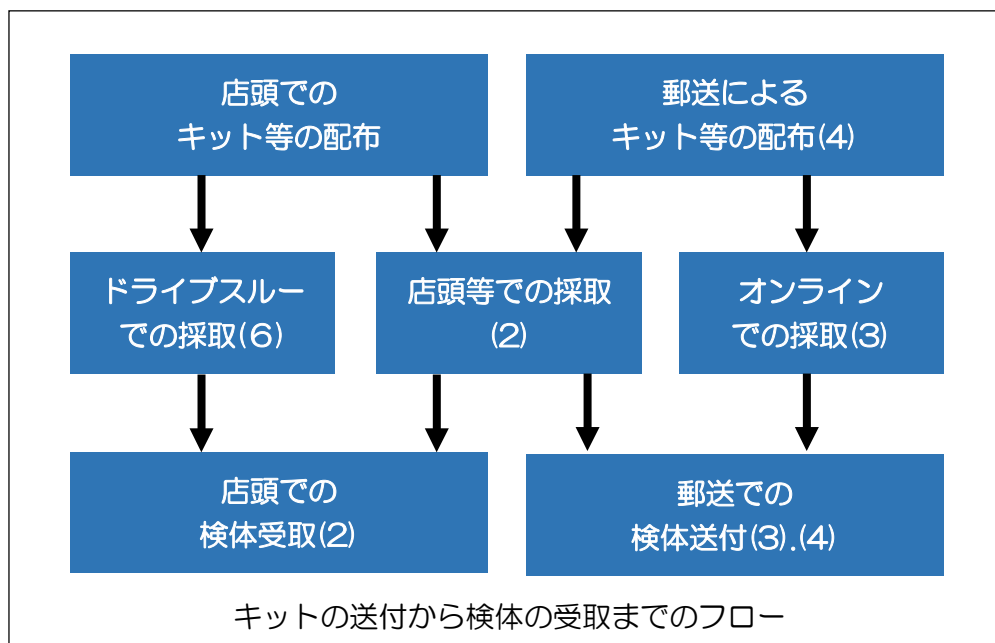 店頭での
キット等の配布
郵送による
キット等の配布(4)
ドライブスルー
での採取(6)
店頭等での採取
(2)
オンライン
での採取(3)
店頭での
検体受取(2)
郵送での
検体送付(3).(4)
キットの送付から検体の受取までのフロー